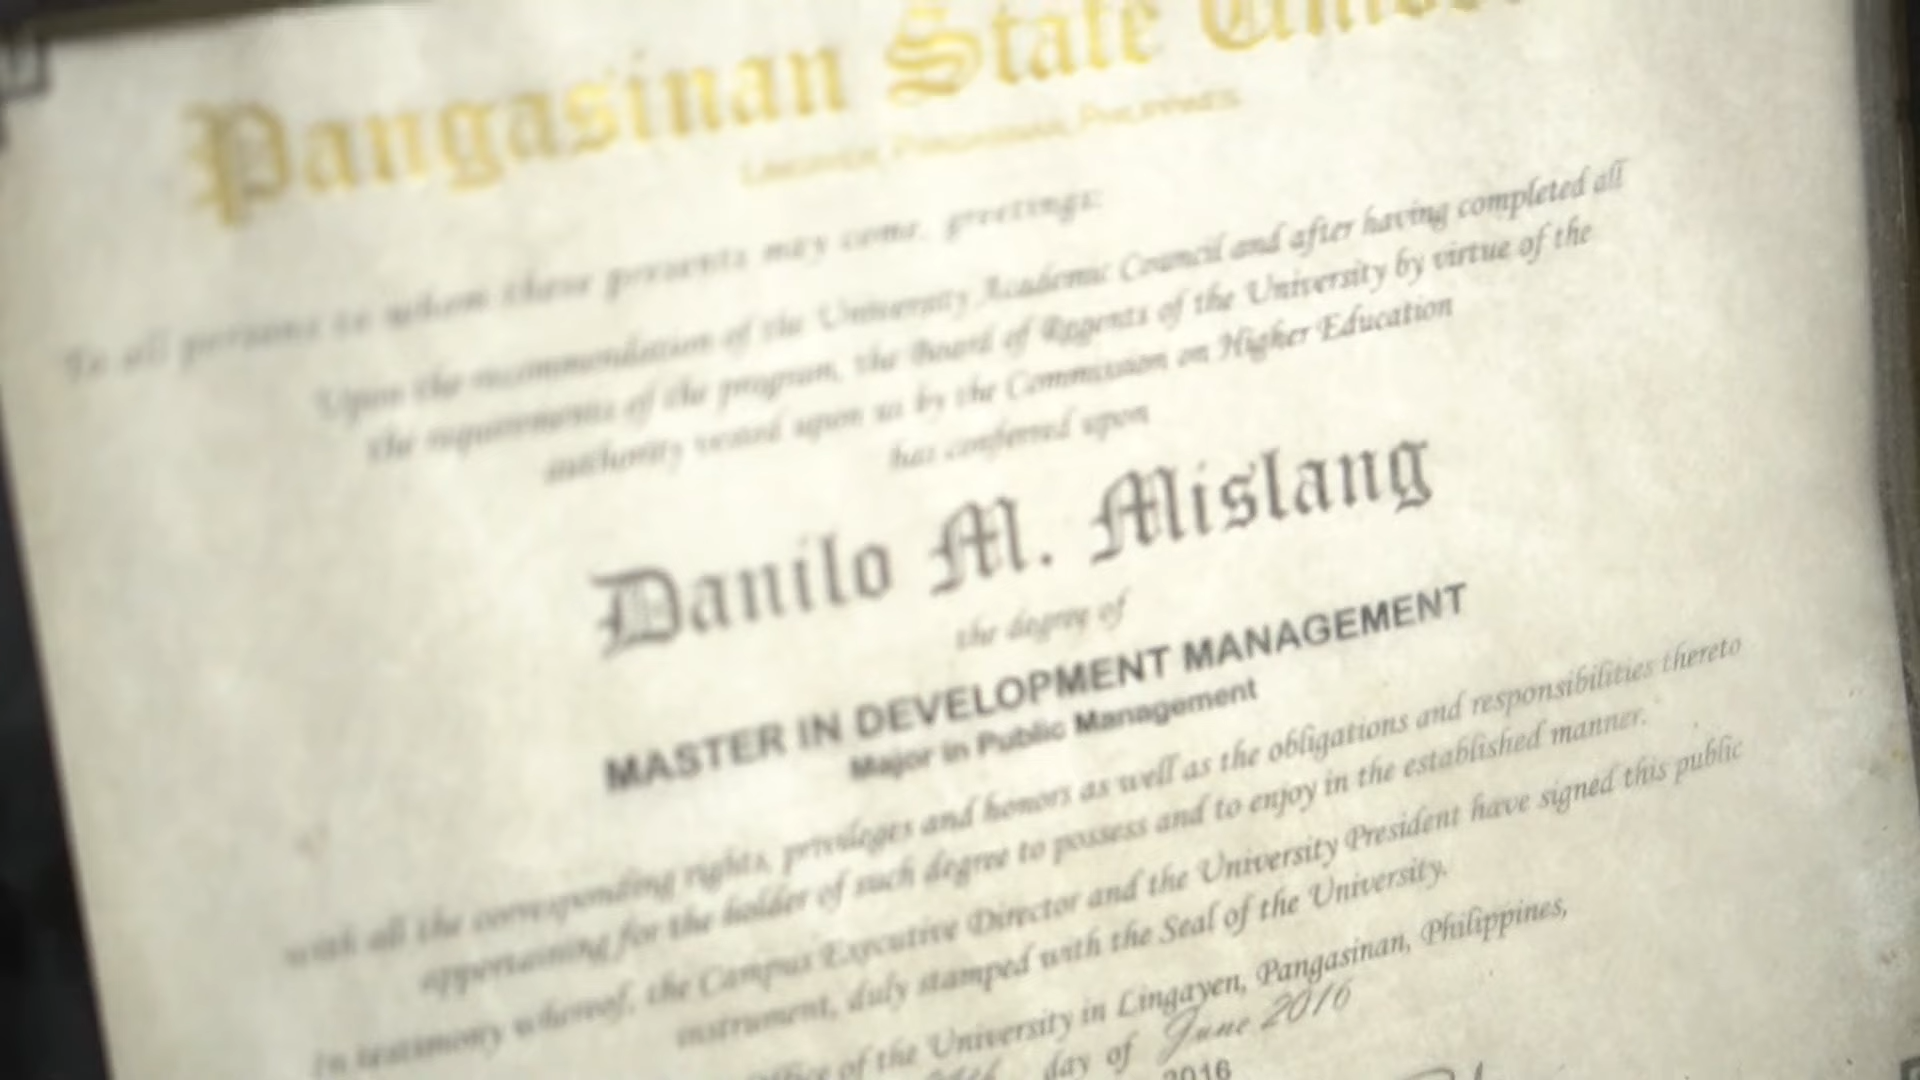 Pangasinan State
Lingayen, Pangasinan, Philippines
To all persons to whom these presents may come, greetings:
Upon the recommendation of the University Academic Council and after having completed all
the requirements of the program, the Board of Regents of the University by virtue of the
authority vested upon us by the Commission on Higher Education
has conferred upon
Danilo M. Mislang
the degree of
MASTER IN DEVELOPMENT MANAGEMENT
Major in Public Management
with all the corresponding rights, privileges and honors as well as the obligations and responsibilities thereto
appertaining for the holder of such degree to possess and to enjoy in the established manner.
In testimony whereof, the Campus Executive Director and the University President have signed this public
instrument, duly stamped with the Seal of the University.
of the University in Lingayen, Pangasinan, Philippines,
day of June 2016
2016